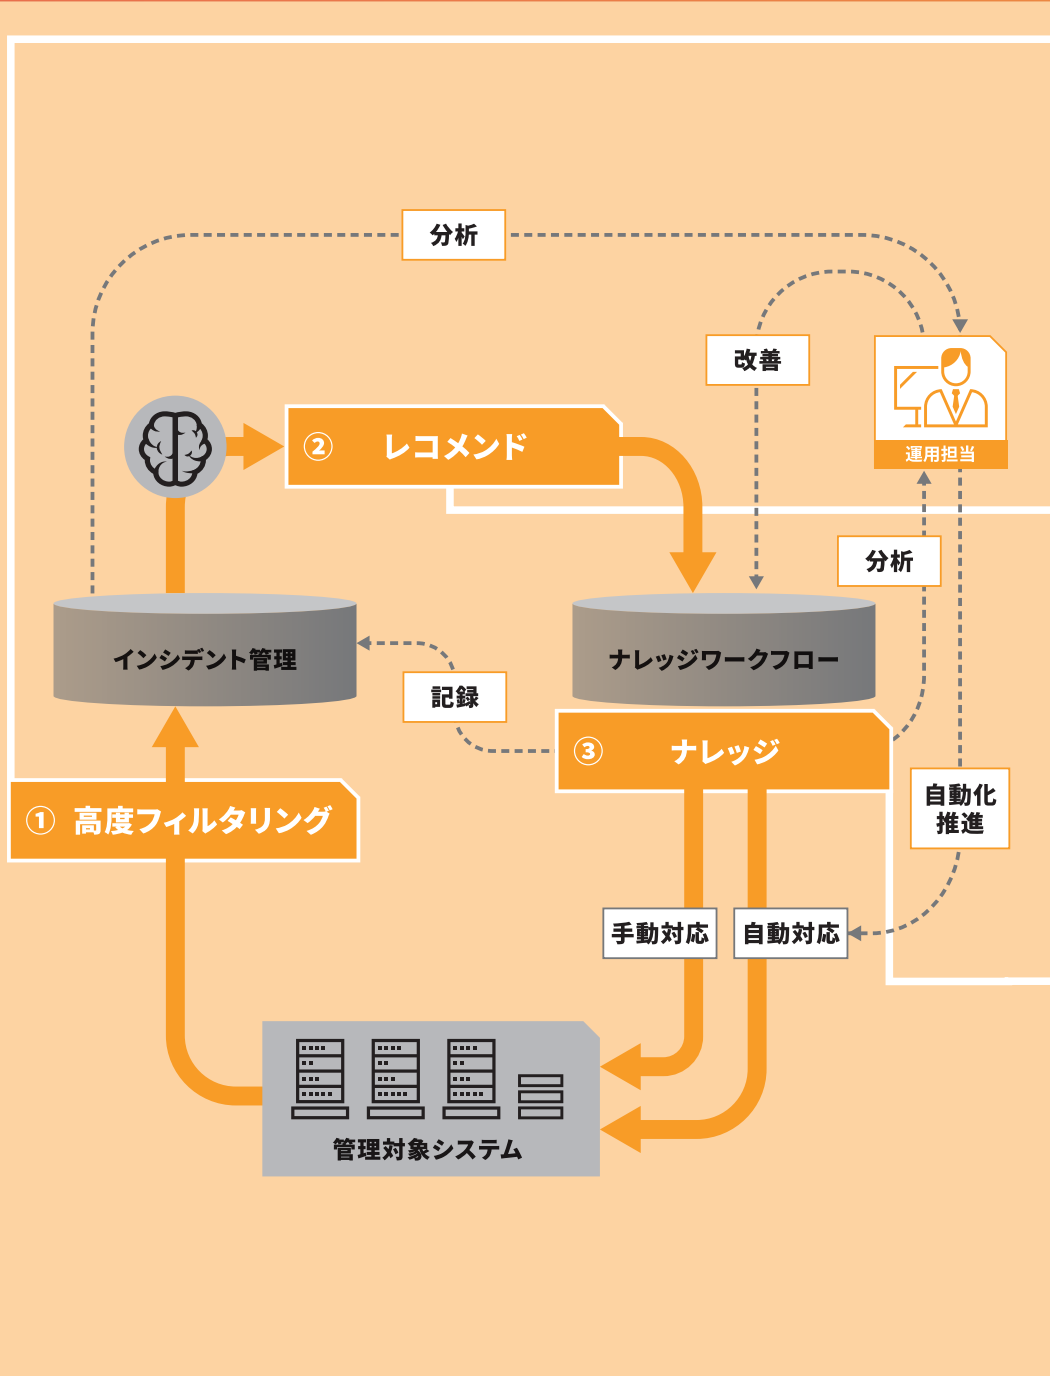 分析
改善
② レコメンド
運用担当
分析
インシデント管理
ナレッジワークフロー
記録
③ ナレッジ
① 高度フィルタリング
自動化
推進
手動対応
自動対応
管理対象システム